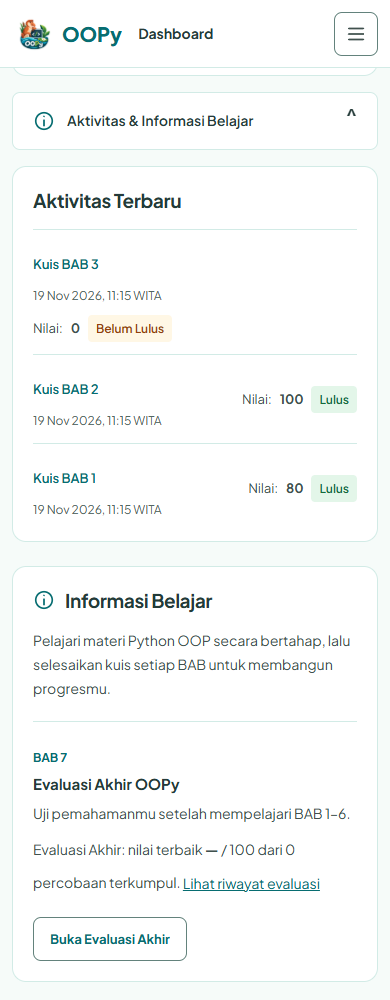 OOPy Dashboard
Aktivitas & Informasi Belajar ^
Aktivitas Terbaru
Kuis BAB 3
19 Nov 2026, 11:15 WITA
Nilai: 0 Belum Lulus
Kuis BAB 2
19 Nov 2026, 11:15 WITA
Nilai: 100 Lulus
Kuis BAB 1
19 Nov 2026, 11:15 WITA
Nilai: 80 Lulus
Informasi Belajar
Pelajari materi Python OOP secara bertahap, lalu
selesaikan kuis setiap BAB untuk membangun
progresmu.
BAB 7
Evaluasi Akhir OOPy
Uji pemahamanmu setelah mempelajari BAB 1–6.
Evaluasi Akhir: nilai terbaik — / 100 dari 0
percobaan terkumpul. Lihat riwayat evaluasi
Buka Evaluasi Akhir